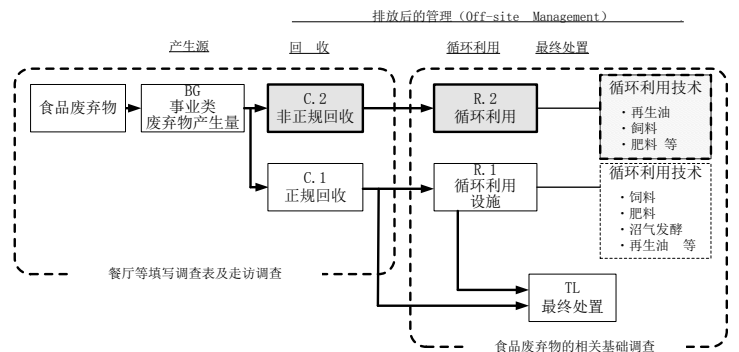 排放后的管理（Off-site Management）
产生源
回 收
循环利用
最终处置
食品废弃物
BG
事业类
废弃物产生量
C.2
非正规回收
R.2
循环利用
循环利用技术
・再生油
・飼料
・肥料 等
C.1
正规回收
R.1
循环利用
设施
循环利用技术
・饲料
・肥料
・沼气发酵
・再生油 等
TL
最终处置
餐厅等填写调查表及走访调查
食品废弃物的相关基础调查